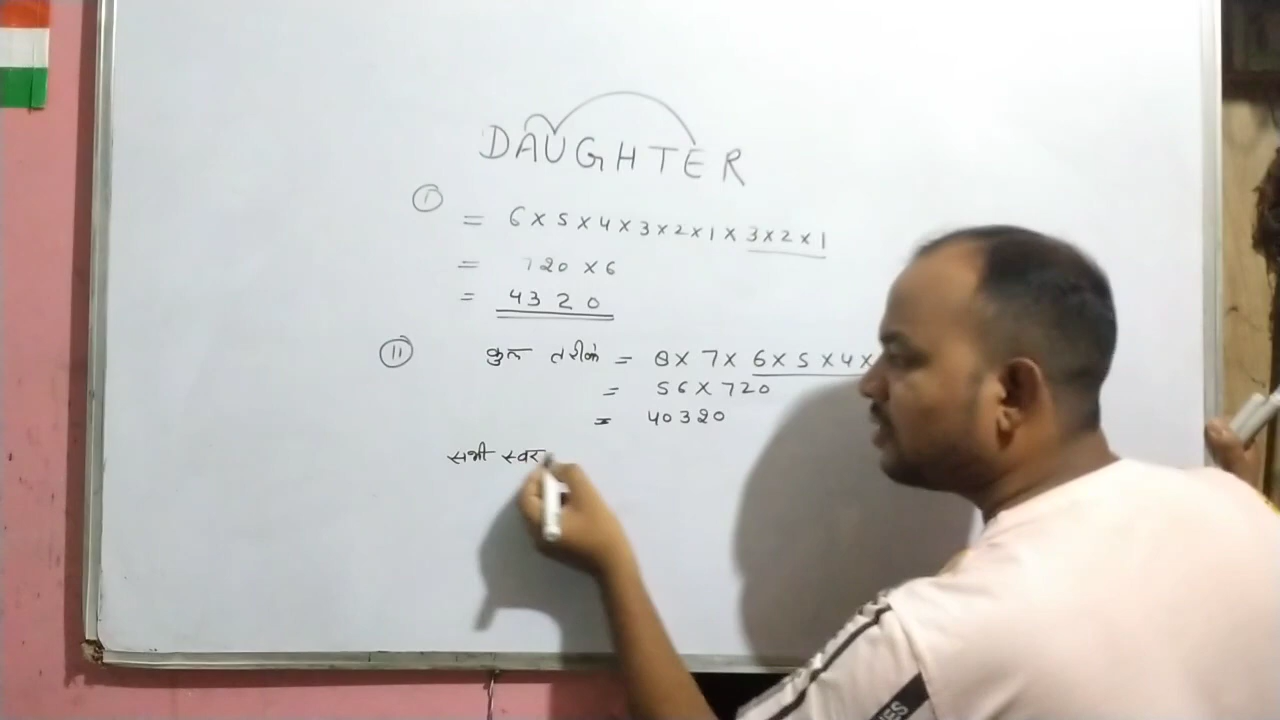 DAUGHTER
(i) = 6 × 5 × 4 × 3 × 2 × 1 × 3 × 2 × 1
= 720 × 6
= 4320
(ii) कुल तरीके = 8 × 7 × 6 × 5 × 4 ×
= 56 × 720
= 40320
सभी स्वर